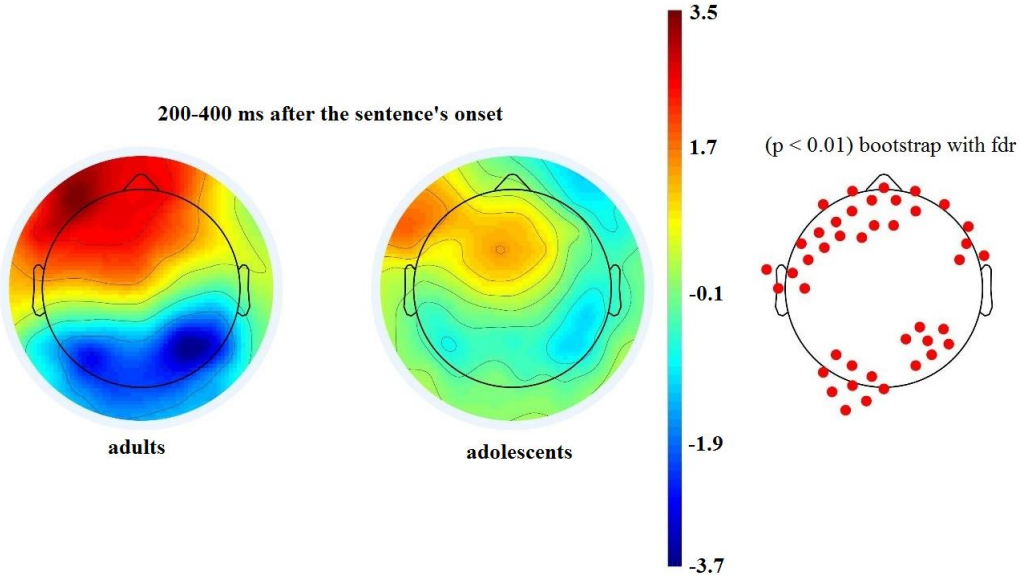 3.5
200-400 ms after the sentence's onset
1.7
(p < 0.01) bootstrap with fdr
-0.1
adults
adolescents
-1.9
-3.7